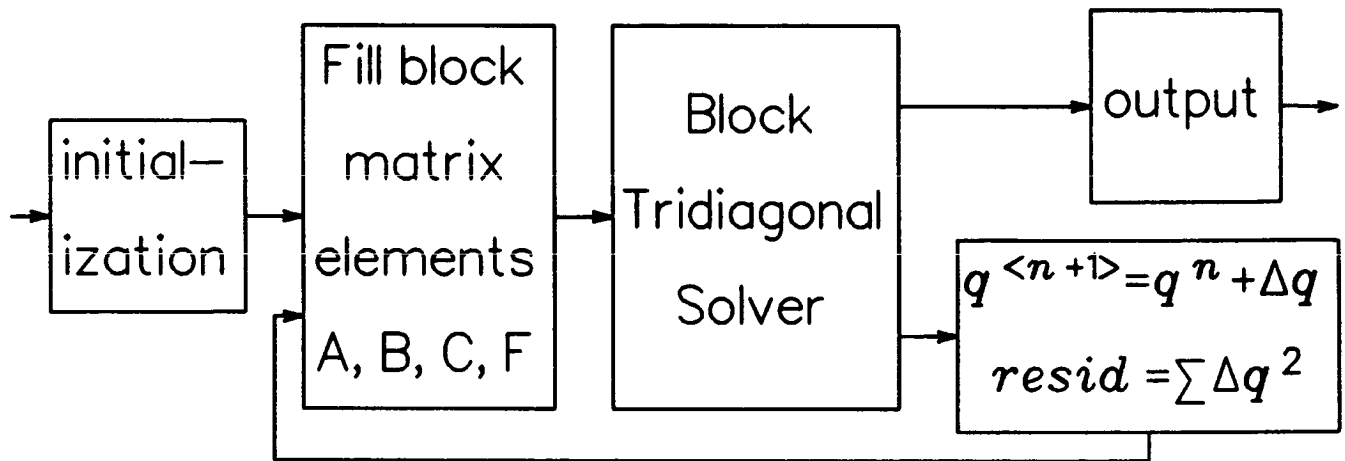 initial-
ization
Fill block
matrix
elements
A, B, C, F
Block
Tridiagonal
Solver
output
q^{<n+1>}=q^n+Δq
resid=∑Δq^2